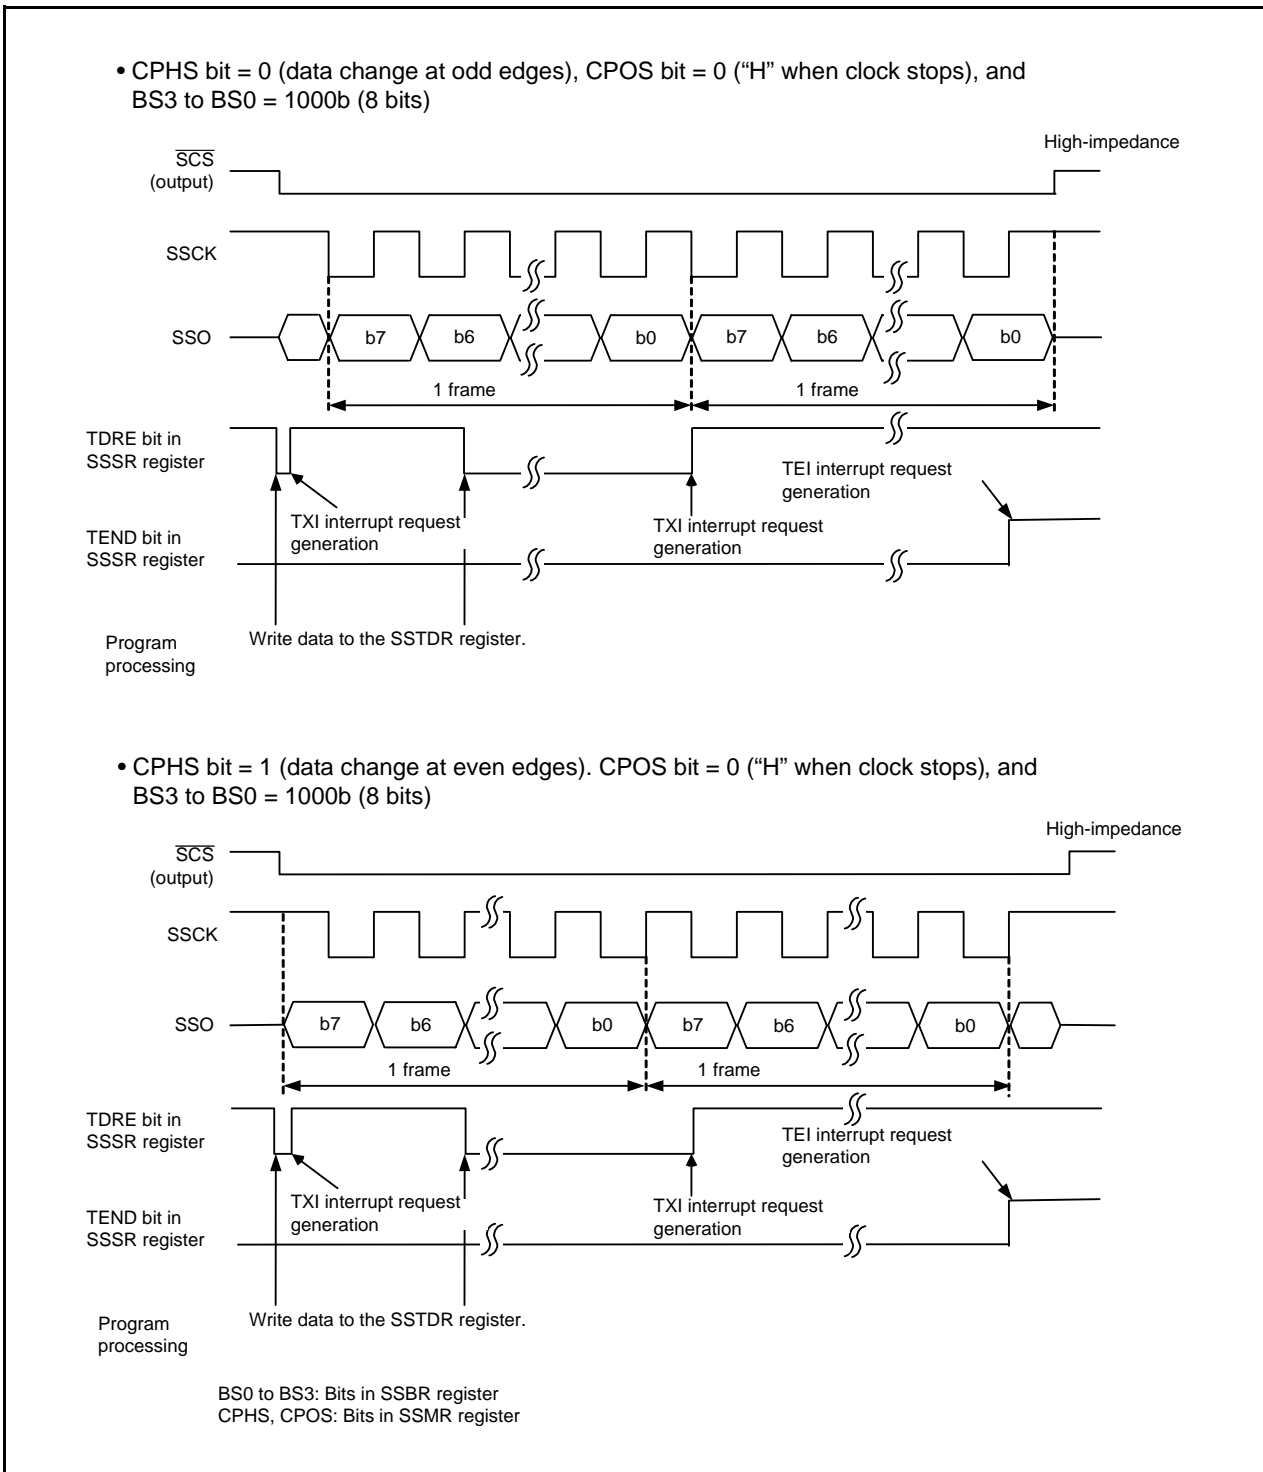 • CPHS bit = 0 (data change at odd edges), CPOS bit = 0 (“H” when clock stops), and
BS3 to BS0 = 1000b (8 bits)
High-impedance
SCS
(output)
SSCK
SSO
b7
b6
b0
b7
b6
b0
1 frame
1 frame
TDRE bit in
SSSR register
TEI interrupt request
generation
TXI interrupt request
generation
TXI interrupt request
generation
TEND bit in
SSSR register
Write data to the SSTDR register.
Program
processing
• CPHS bit = 1 (data change at even edges). CPOS bit = 0 (“H” when clock stops), and
BS3 to BS0 = 1000b (8 bits)
High-impedance
SCS
(output)
SSCK
SSO
b7
b6
b0
b7
b6
b0
1 frame
1 frame
TDRE bit in
SSSR register
TEI interrupt request
generation
TXI interrupt request
generation
TXI interrupt request
generation
TEND bit in
SSSR register
Write data to the SSTDR register.
Program
processing
BS0 to BS3: Bits in SSBR register
CPHS, CPOS: Bits in SSMR register